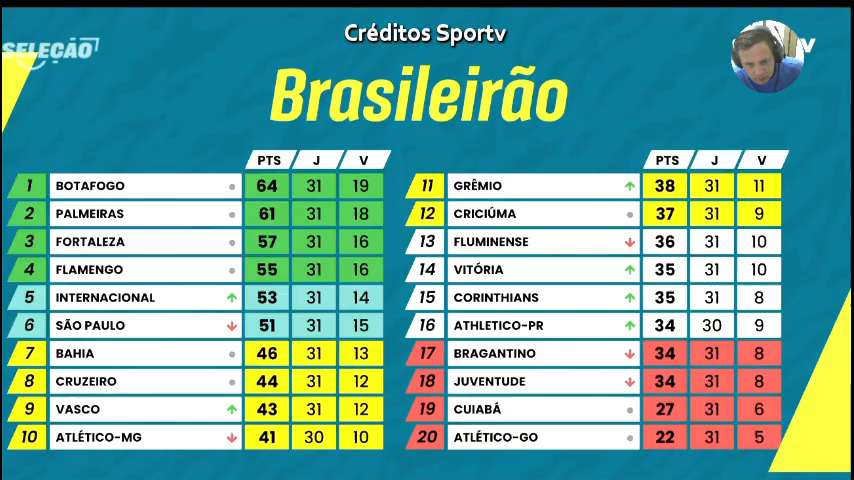 Créditos Sportv
SELEÇÃO
V
Brasileirão
PTS J V
1 BOTAFOGO 64 31 19
2 PALMEIRAS 61 31 18
3 FORTALEZA 57 31 16
4 FLAMENGO 55 31 16
5 INTERNACIONAL 53 31 14
6 SÃO PAULO 51 31 15
7 BAHIA 46 31 13
8 CRUZEIRO 44 31 12
9 VASCO 43 31 12
10 ATLÉTICO-MG 41 30 10
PTS J V
11 GRÊMIO 38 31 11
12 CRICIÚMA 37 31 9
13 FLUMINENSE 36 31 10
14 VITÓRIA 35 31 10
15 CORINTHIANS 35 31 8
16 ATHLETICO-PR 34 30 9
17 BRAGANTINO 34 31 8
18 JUVENTUDE 34 31 8
19 CUIABÁ 27 31 6
20 ATLÉTICO-GO 22 31 5